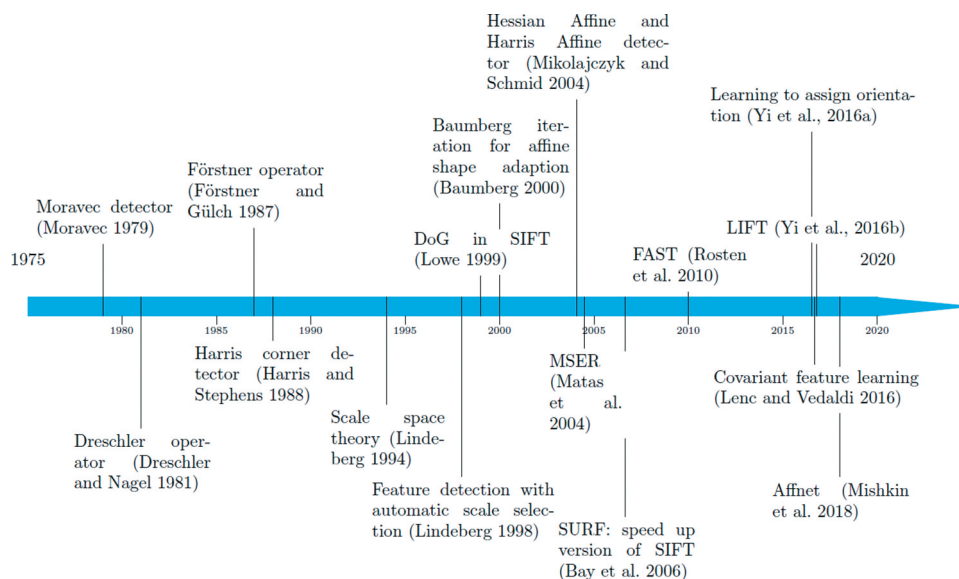 Hessian Affine and
Harris Affine detec-
tor (Mikolajczyk and
Schmid 2004)
Learning to assign orienta-
tion (Yi et al., 2016a)
Baumberg iter-
ation for affine
shape adaption
(Baumberg 2000)
Förstner operator
(Förstner and
Gülch 1987)
Moravec detector
(Moravec 1979)
DoG in SIFT
(Lowe 1999)
LIFT (Yi et al., 2016b)
FAST (Rosten
et al. 2010)
1975
2020
1980
1985
1990
1995
2000
2005
2010
2015
2020
Harris corner de-
tector (Harris and
Stephens 1988)
MSER
(Matas
et al.
2004)
Covariant feature learning
(Lenc and Vedaldi 2016)
Scale space
theory (Linde-
berg 1994)
Dreschler oper-
ator (Dreschler
and Nagel 1981)
Feature detection with
automatic scale selec-
tion (Lindeberg 1998)
Affnet (Mishkin
et al. 2018)
SURF: speed up
version of SIFT
(Bay et al. 2006)